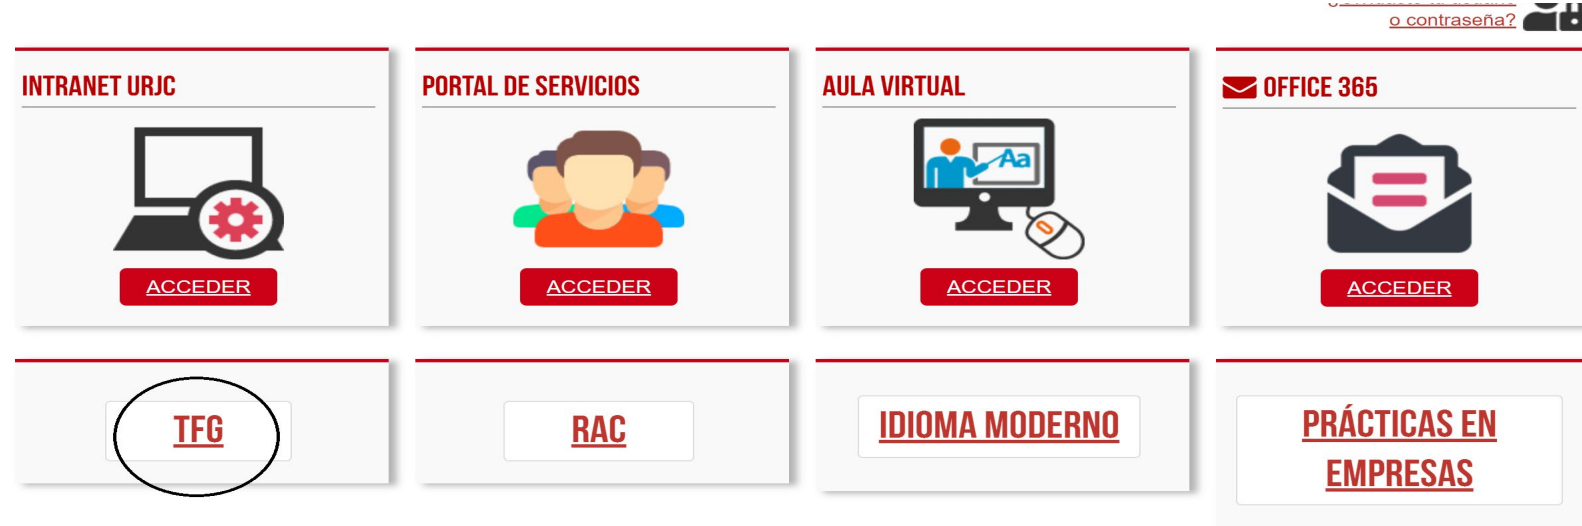 o contraseña?
INTRANET URJC
PORTAL DE SERVICIOS
AULA VIRTUAL
OFFICE 365
Aa
ACCEDER
ACCEDER
ACCEDER
ACCEDER
TFG
RAC
IDIOMA MODERNO
PRÁCTICAS EN
EMPRESAS